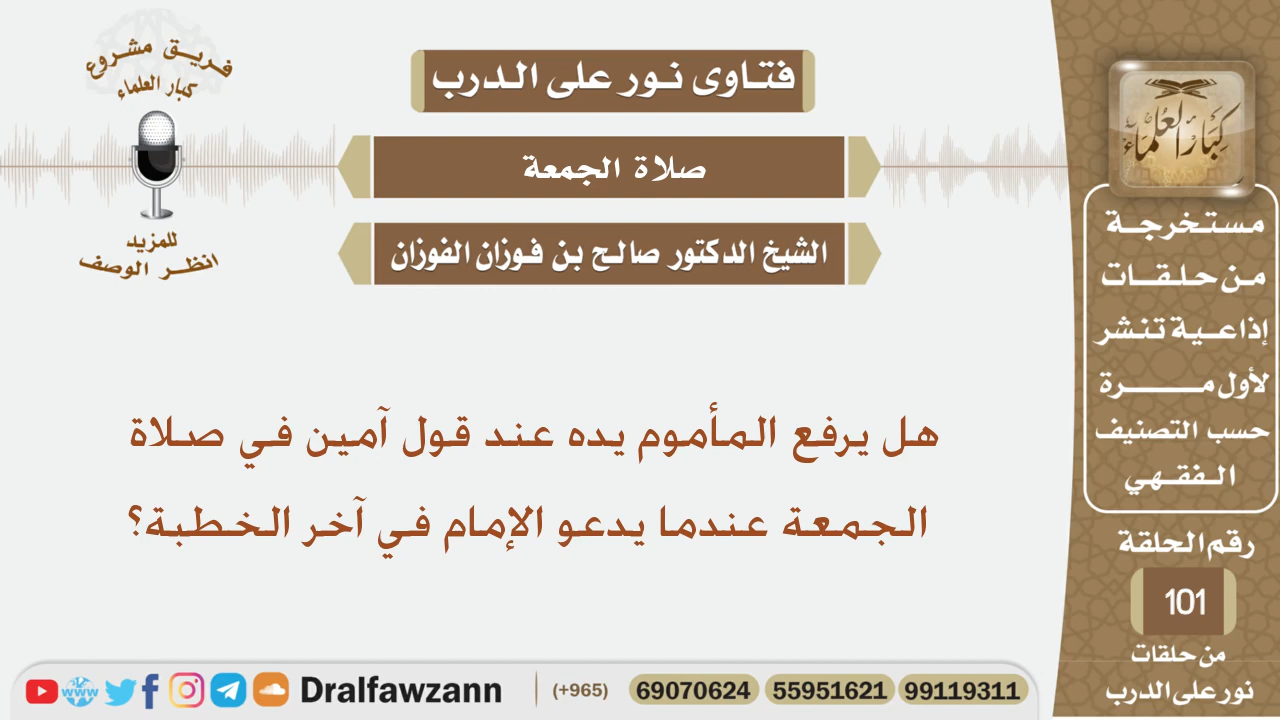 فتاوى نور على الدرب
صلاة الجمعة
الشيخ الدكتور صالح بن فوزان الفوزان
فريق مشروع
كبار العلماء
للمزيد
انظر الوصف
هل يرفع المأموم يده عند قول آمين في صلاة
الجمعة عندما يدعو الإمام في آخر الخطبة؟
كبار العلماء
مستخرجة
من حلقات
إذاعية تنشر
لأول مرة
حسب التصنيف
الفقهي
رقم الحلقة
101
من حلقات
نور على الدرب
www
Dralfawzann
(+965)
69070624
55951621
99119311